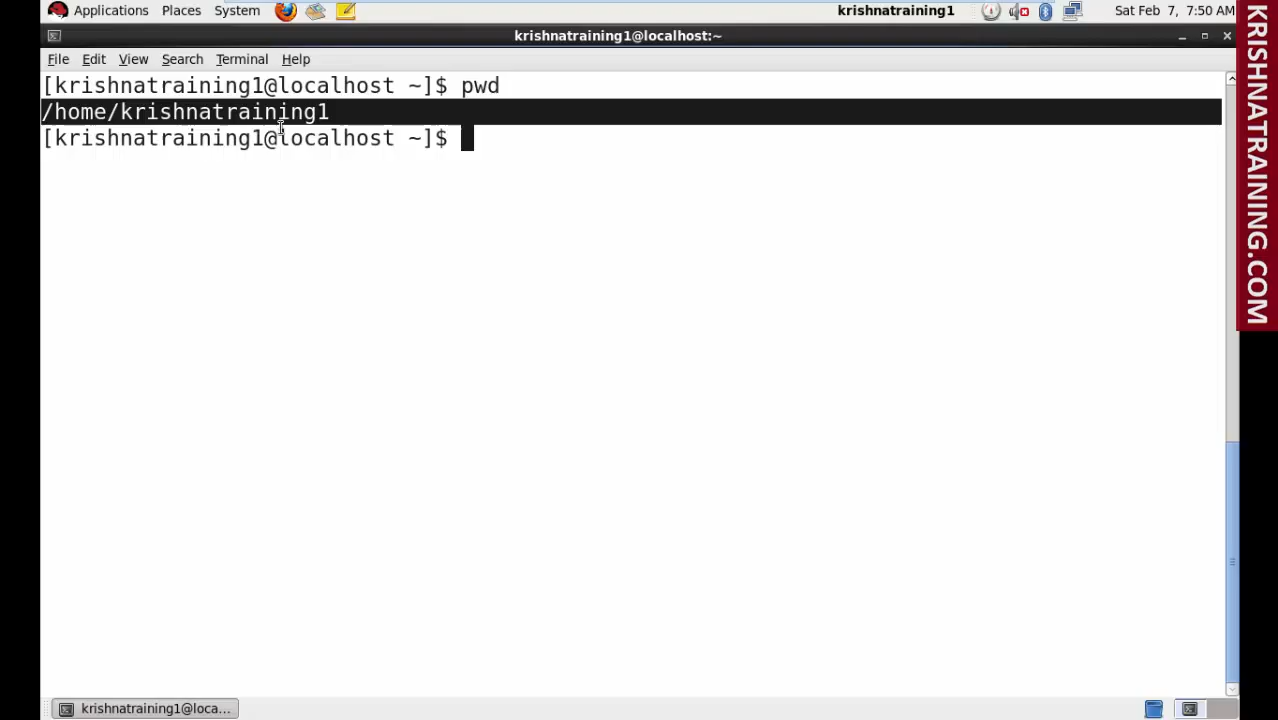 Applications Places System
krishnatraining1
Sat Feb 7, 7:50 AM
krishnatraining1@localhost:~
File Edit View Search Terminal Help
[krishnatraining1@localhost ~]$ pwd
/home/krishnatraining1
[krishnatraining1@localhost ~]$
krishnatraining1@loca...
KRISHNATRAINING.COM